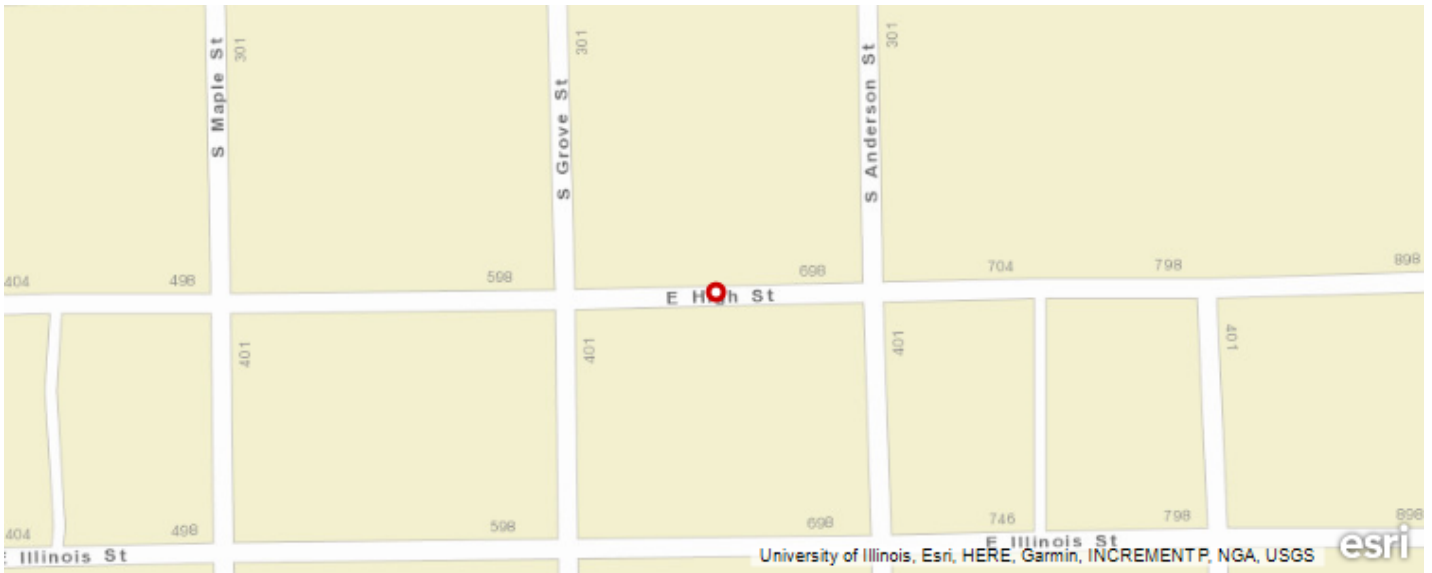 S Maple St
301
S Grove St
301
S Anderson St
301
404
498
598
698
704
798
898
E High St
401
401
401
401
404
498
598
698
746
798
898
E Illinois St
E Illinois St
University of Illinois, Esri, HERE, Garmin, INCREMENT P, NGA, USGS
esri